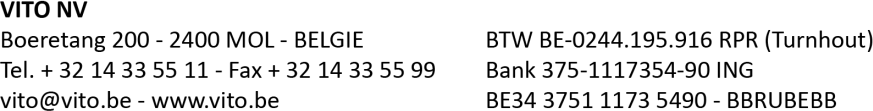 VITO NV
Boeretang 200 - 2400 MOL - BELGIE
Tel. + 32 14 33 55 11 - Fax + 32 14 33 55 99
vito@vito.be - www.vito.be
BTW BE-0244.195.916 RPR (Turnhout)
Bank 375-1117354-90 ING
BE34 3751 1173 5490 - BBRUBEBB